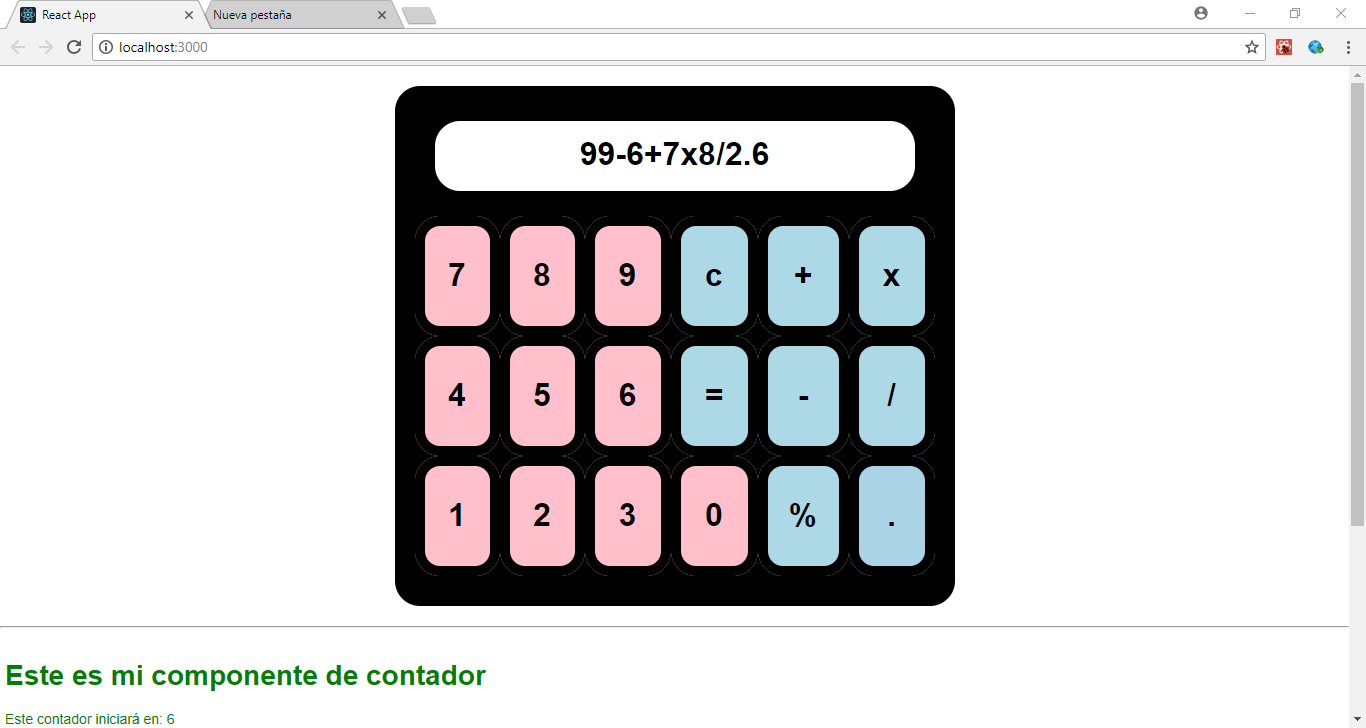 React App
Nueva pestaña
localhost:3000
99-6+7x8/2.6
7 8 9 c + x
4 5 6 = - /
1 2 3 0 % .
Este es mi componente de contador
Este contador iniciará en: 6